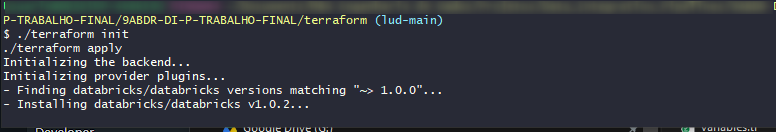 P-TRABALHO-FINAL/9ABDR-DI-P-TRABALHO-FINAL/terraform (lud-main)
$ ./terraform init
./terraform apply
Initializing the backend...
Initializing provider plugins...
- Finding databricks/databricks versions matching "~> 1.0.0"...
- Installing databricks/databricks v1.0.2...
Developer
Google Drive (G:)
variables.tf